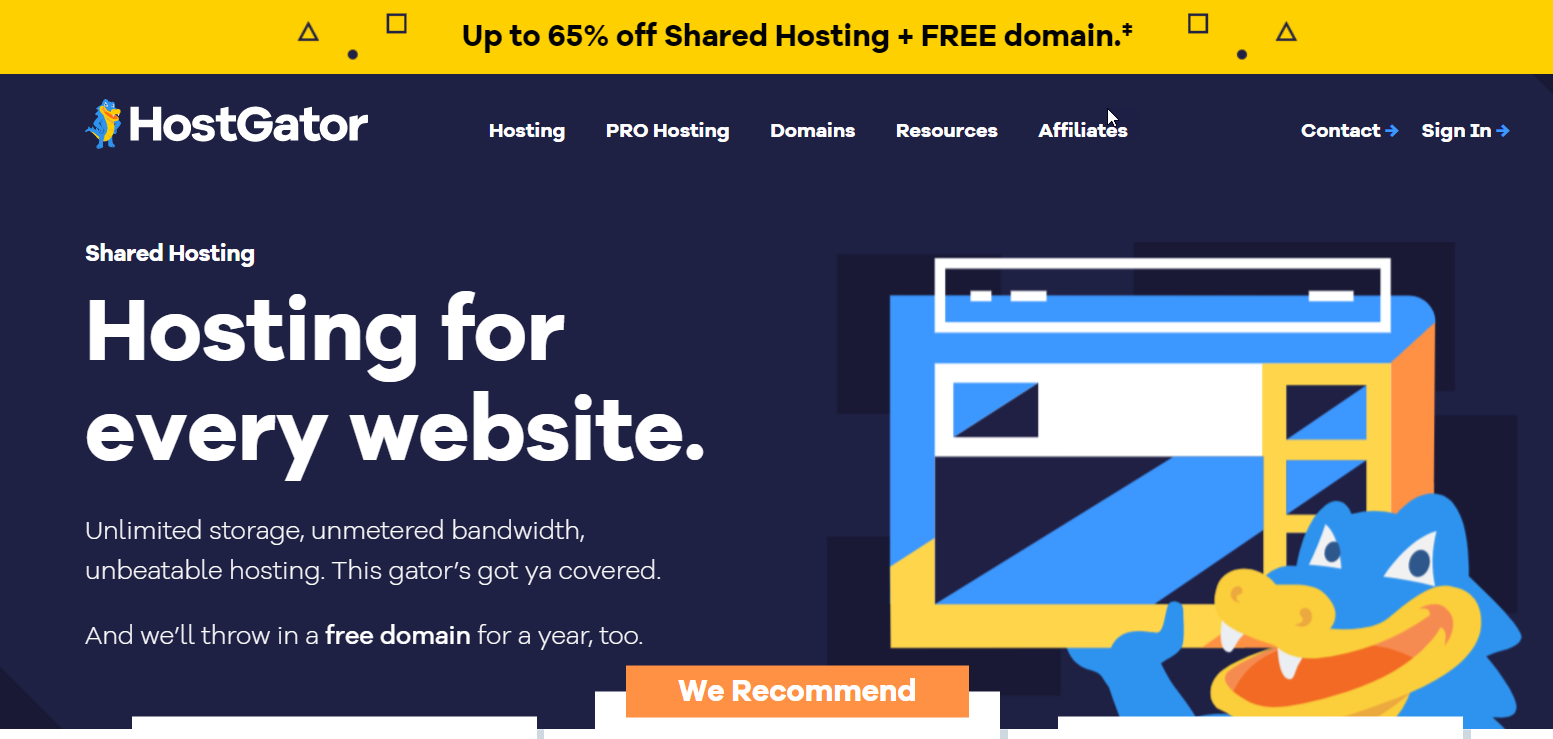 Up to 65% off Shared Hosting + FREE domain.‡
HostGator
Hosting
PRO Hosting
Domains
Resources
Affiliates
Contact →
Sign In →
Shared Hosting
Hosting for
every website.
Unlimited storage, unmetered bandwidth,
unbeatable hosting. This gator's got ya covered.
And we'll throw in a free domain for a year, too.
We Recommend